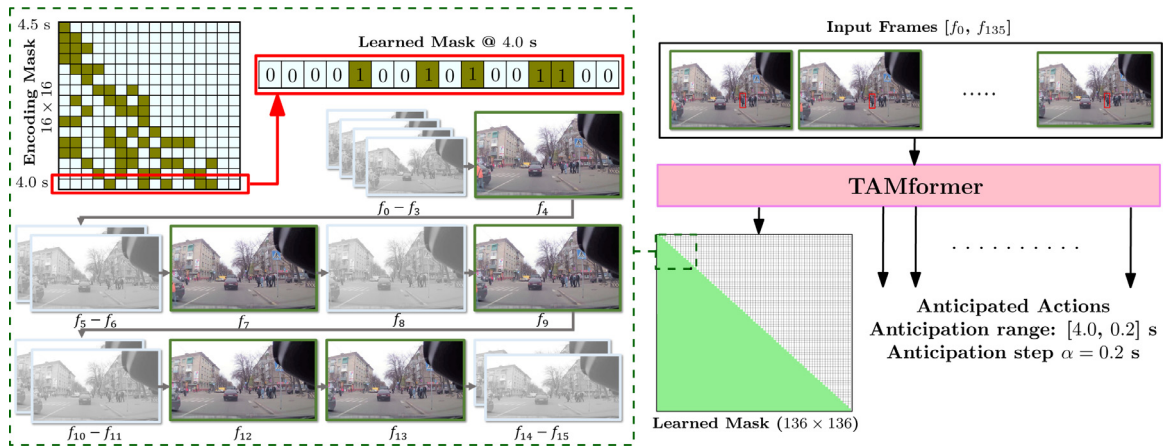 4.5 s
Encoding Mask
16 × 16
4.0 s
Learned Mask @ 4.0 s
0 0 0 0 1 0 0 1 0 1 0 0 1 1 0 0
f₀ – f₃
f₄
f₅ – f₆
f₇
f₈
f₉
f₁₀ – f₁₁
f₁₂
f₁₃
f₁₄ – f₁₅
Input Frames [f₀, f₁₃₅]
.....
TAMformer
. . . . . . . . . .
Anticipated Actions
Anticipation range: [4.0, 0.2] s
Anticipation step α = 0.2 s
Learned Mask (136 × 136)